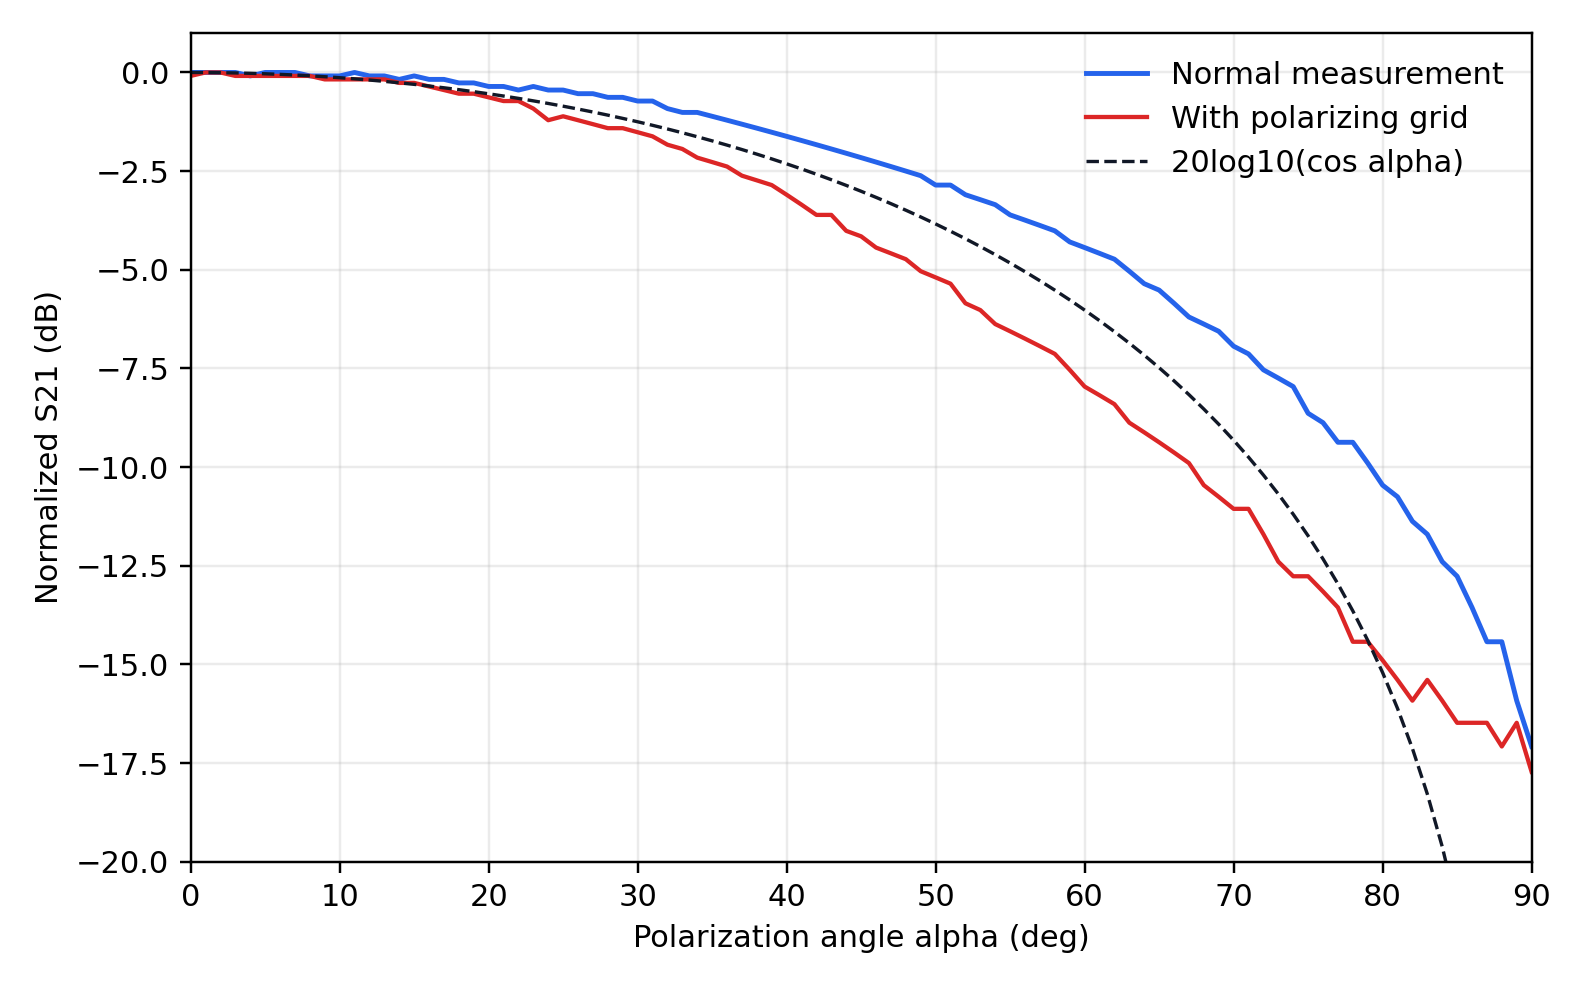 Normal measurement
With polarizing grid
20log10(cos alpha)
Normalized S21 (dB)
0.0
−2.5
−5.0
−7.5
−10.0
−12.5
−15.0
−17.5
−20.0
0 10 20 30 40 50 60 70 80 90
Polarization angle alpha (deg)